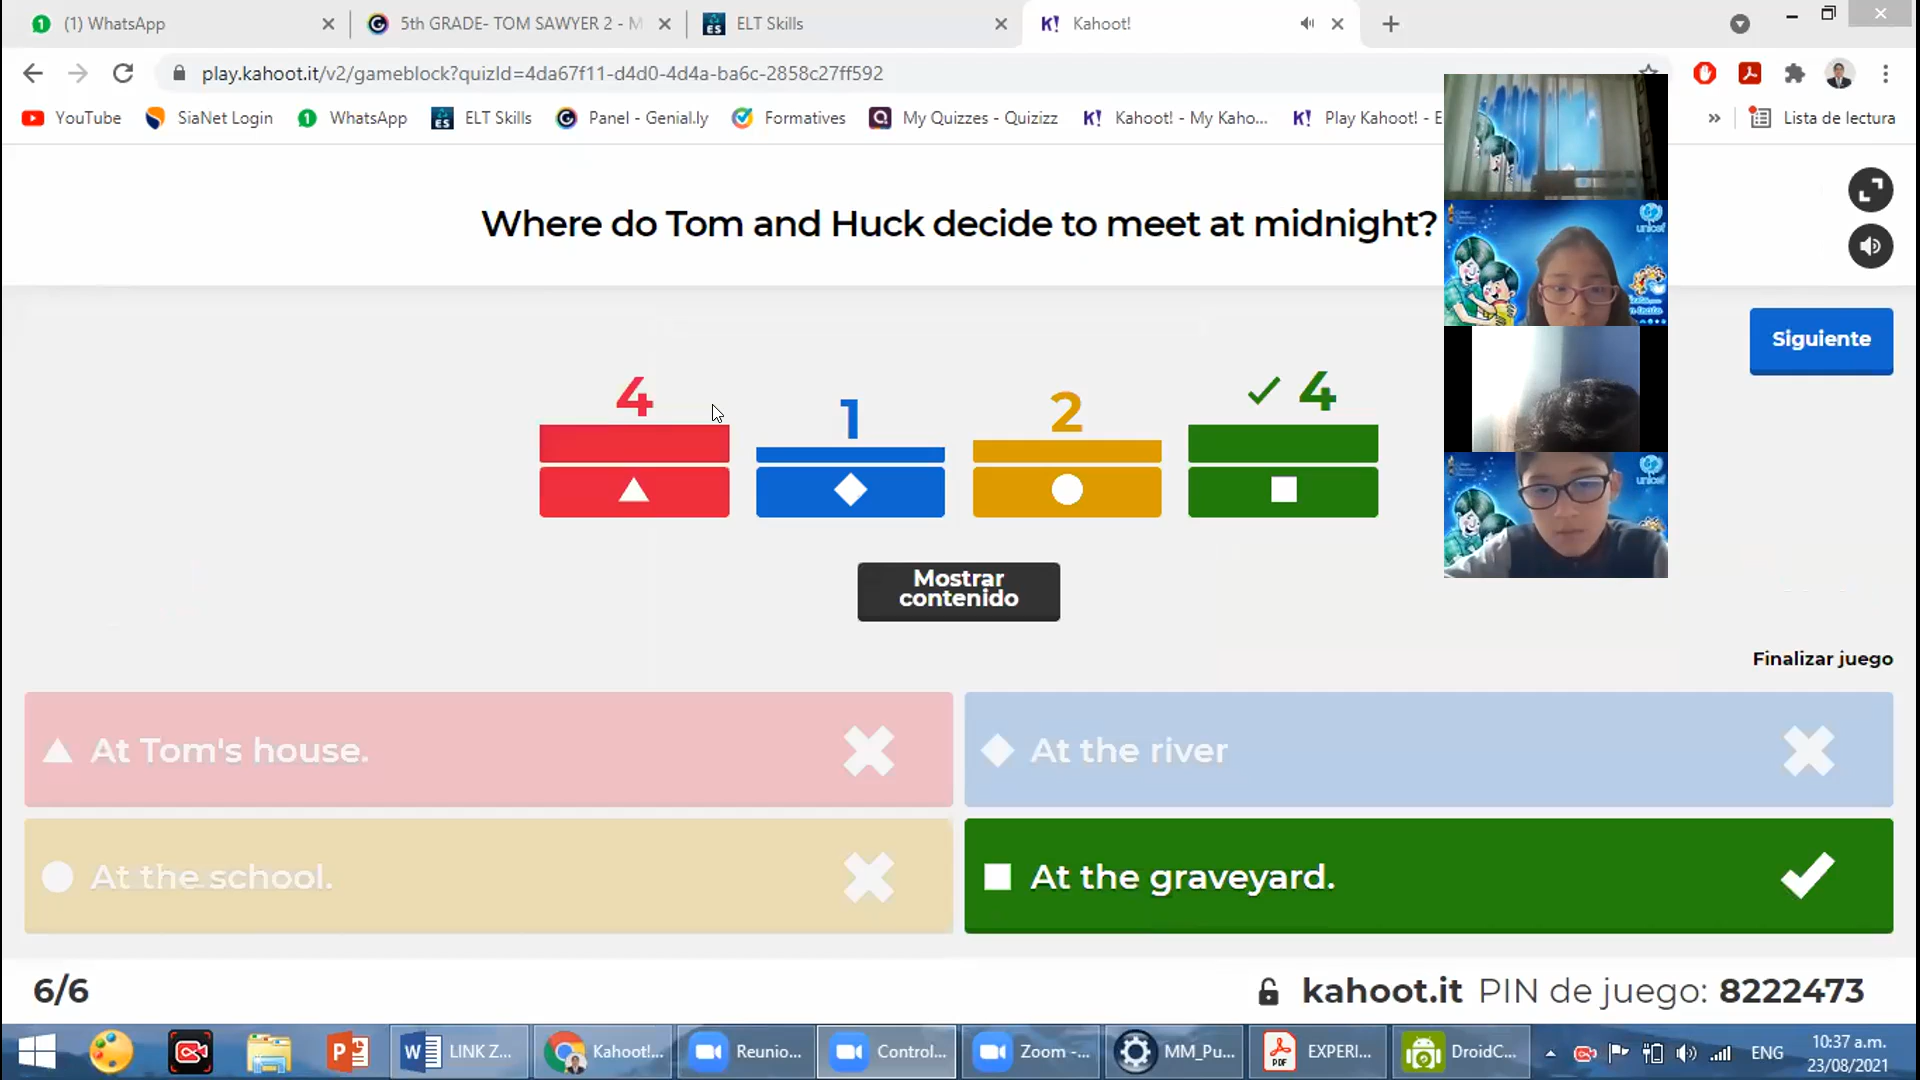 (1) WhatsApp
5th GRADE- TOM SAWYER 2 - M
ELT Skills
Kahoot!
play.kahoot.it/v2/gameblock?quizId=4da67f11-d4d0-4d4a-ba6c-2858c27ff592
YouTube
SiaNet Login
WhatsApp
ELT Skills
Panel - Genial.ly
Formatives
My Quizzes - Quizizz
Kahoot! - My Kaho...
Play Kahoot! - E
Lista de lectura
Where do Tom and Huck decide to meet at midnight?
unicef
Siguiente
4
1
2
4
unicef
Mostrar
contenido
Finalizar juego
At Tom's house.
At the river
At the school.
At the graveyard.
6/6
kahoot.it PIN de juego: 8222473
LINK Z...
Kahoot!...
Reunio...
Control...
Zoom -...
MM_Pu...
EXPERI...
DroidC...
ENG
10:37 a.m.
23/08/2021